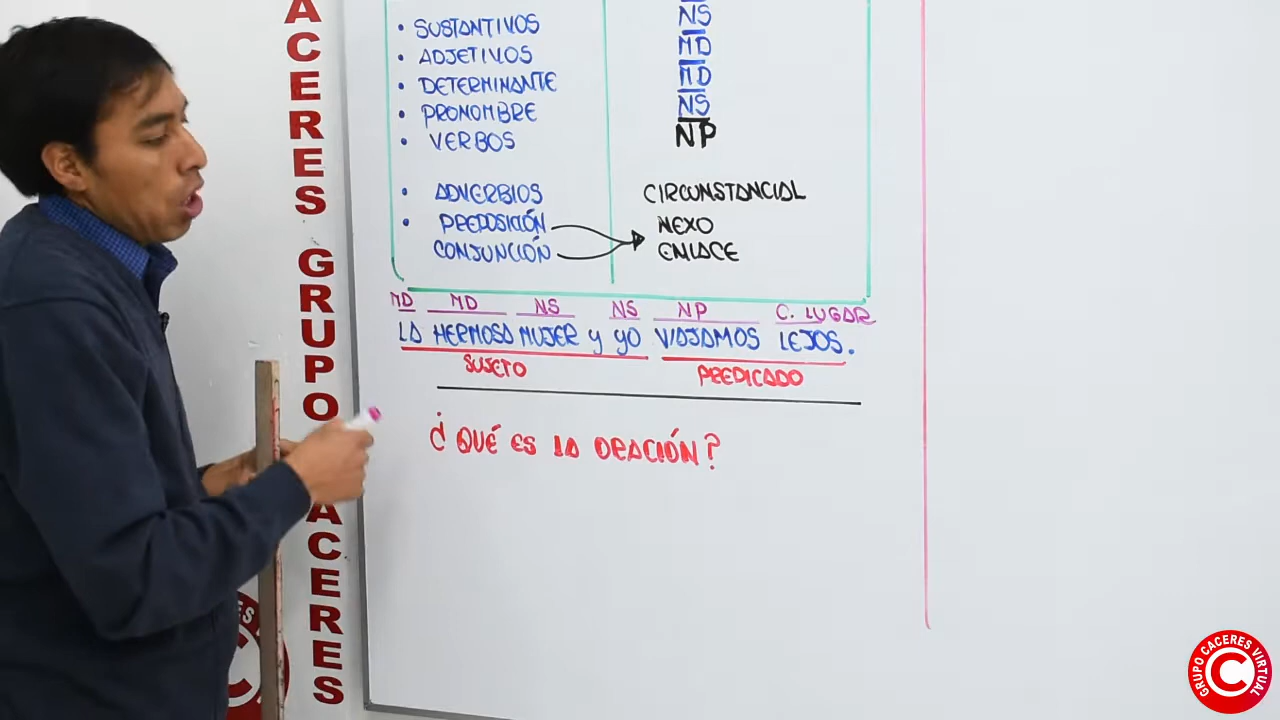 ACERES GRUPO
CACERES
• SUSTANTIVOS NS
• ADJETIVOS MD
• DETERMINANTE MD
• PRONOMBRE NS
• VERBOS NP
• ADVERBIOS CIRCUNSTANCIAL
• PREPOSICIÓN NEXO
CONJUNCIÓN ENLACE
MD MD NS NS NP C. LUGAR
LA HERMOSA MUJER y yo VIAJAMOS LEJOS.
SUJETO PREDICADO
¿QUÉ ES LA ORACIÓN?
GRUPO CACERES VIRTUAL
C